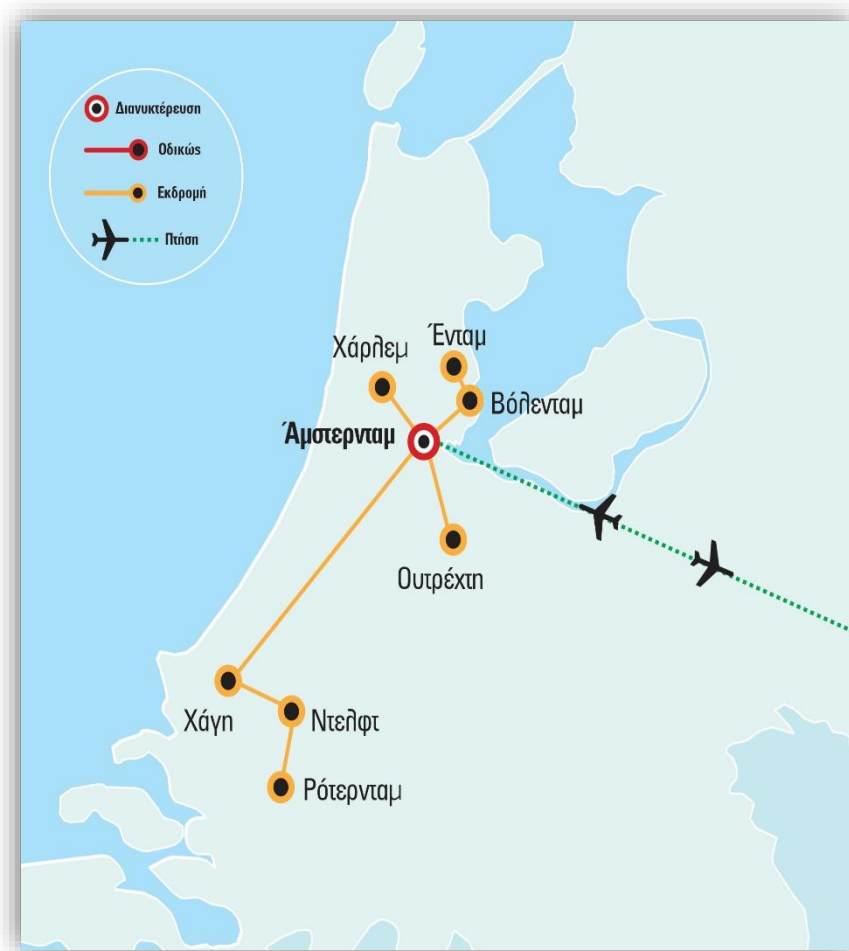 Διανυκτέρευση
Οδικώς
Εκδρομή
Πτήση
Ένταμ
Χάρλεμ
Βόλενταμ
Άμστερνταμ
Ουτρέχτη
Χάγη
Ντελφτ
Ρότερνταμ